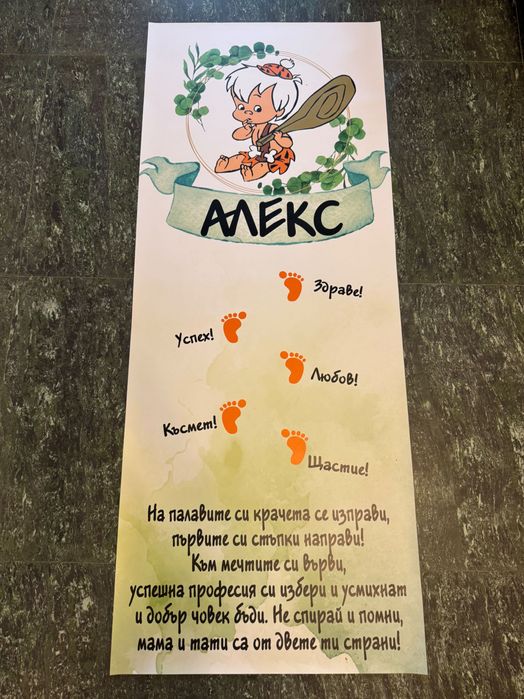 АЛЕКС
Здраве!
Успех!
Любов!
Късмет!
Щастие!
На палавите си крачета се изправи,
първите си стъпки направи!
Към мечтите си върви,
успешна професия си избери и усмихнат
и добър човек бъди. Не спирай и помни,
мама и тати са от двете ти страни!